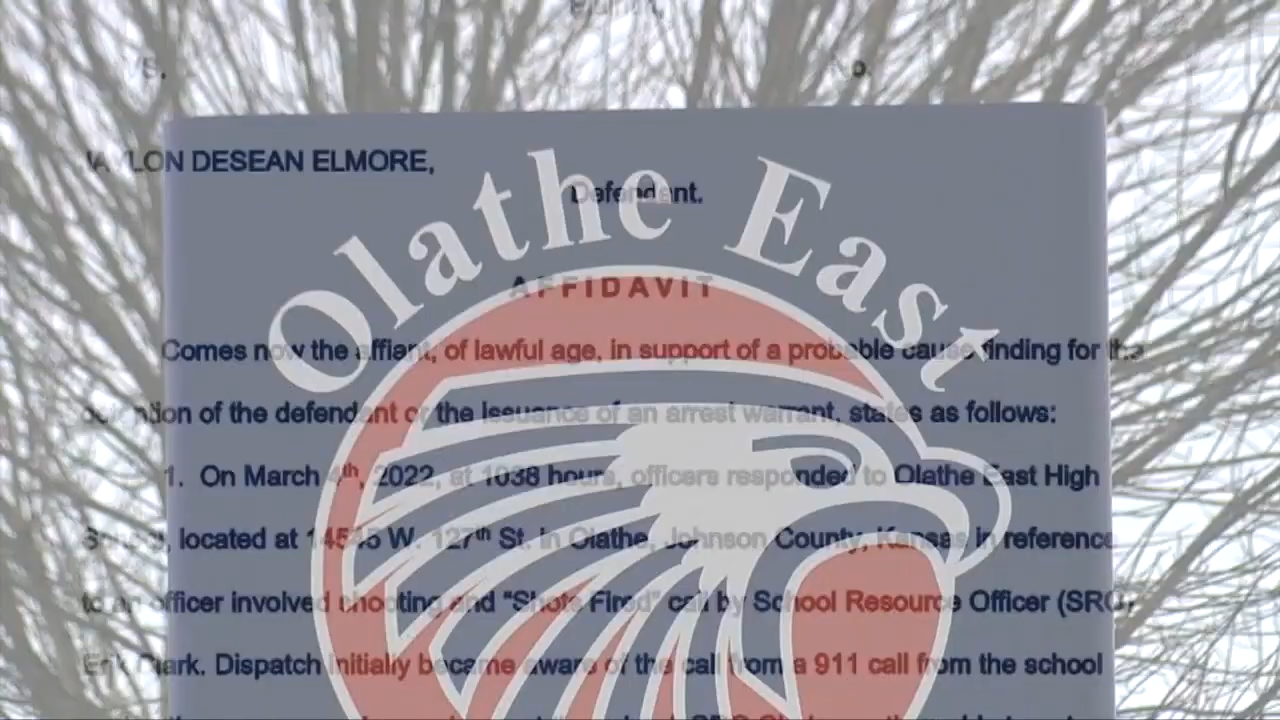 VS.
No.
JAYLON DESEAN ELMORE,
Defendant.
Olathe East
AFFIDAVIT
Comes now the affiant, of lawful age, in support of a probable cause finding for the
detention of the defendant or the issuance of an arrest warrant, states as follows:
1. On March 4th, 2022, at 1038 hours, officers responded to Olathe East High
School, located at 14545 W. 127th St. in Olathe, Johnson County, Kansas in reference
to an officer involved shooting and "Shots Fired" call by School Resource Officer (SRO)
Erik Clark. Dispatch initially became aware of the call from a 911 call from the school